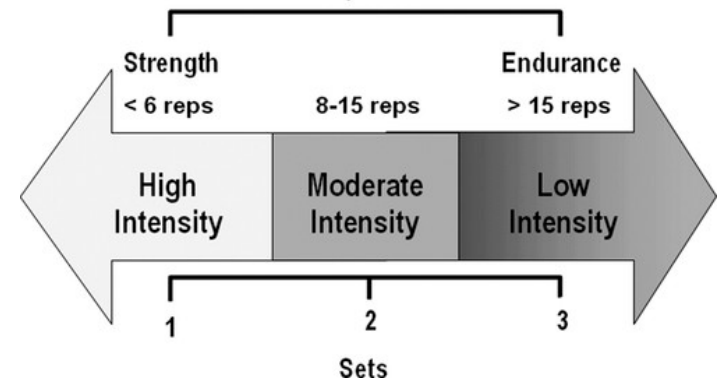 Strength Endurance
< 6 reps 8-15 reps > 15 reps
High Moderate Low
Intensity Intensity Intensity
1 2 3
Sets